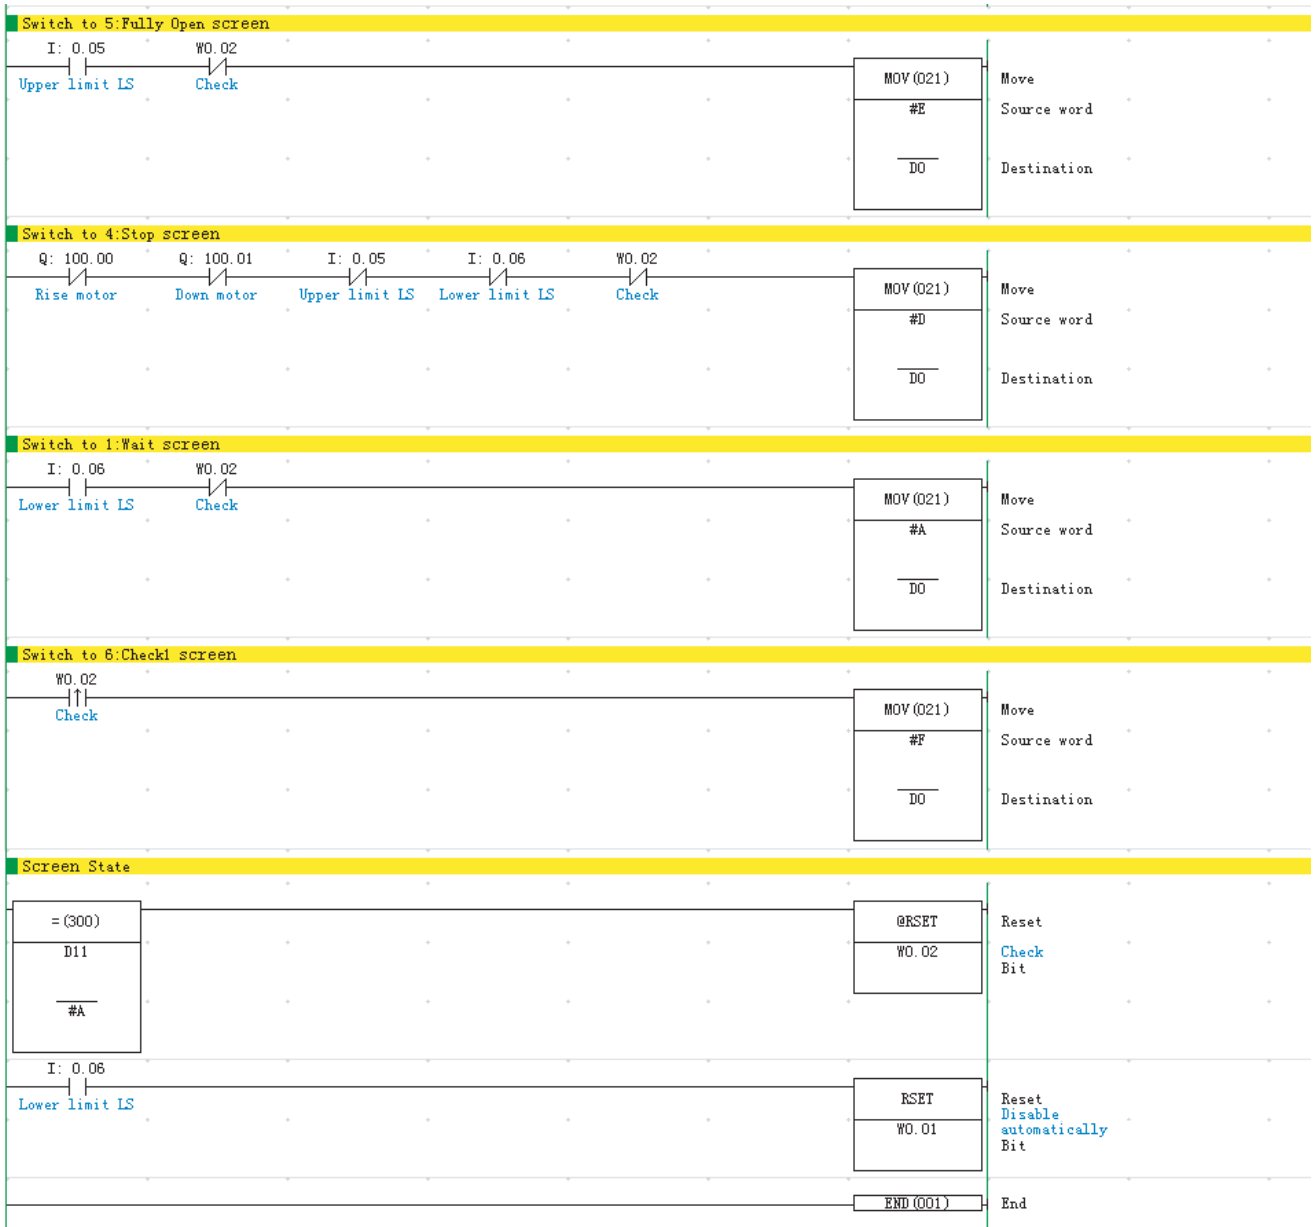 Switch to 5:Fully Open screen
I: 0.05 W0.02
Upper limit LS Check
MOV(021) Move
#E Source word
D0 Destination
Switch to 4:Stop screen
Q: 100.00 Q: 100.01 I: 0.05 I: 0.06 W0.02
Rise motor Down motor Upper limit LS Lower limit LS Check
MOV(021) Move
#D Source word
D0 Destination
Switch to 1:Wait screen
I: 0.06 W0.02
Lower limit LS Check
MOV(021) Move
#A Source word
D0 Destination
Switch to 6:Check1 screen
W0.02
Check
MOV(021) Move
#F Source word
D0 Destination
Screen State
=(300) @RSET Reset
D11 W0.02 Check
Bit
#A
I: 0.06
Lower limit LS
RSET Reset
Disable
W0.01 automatically
Bit
END(001) End